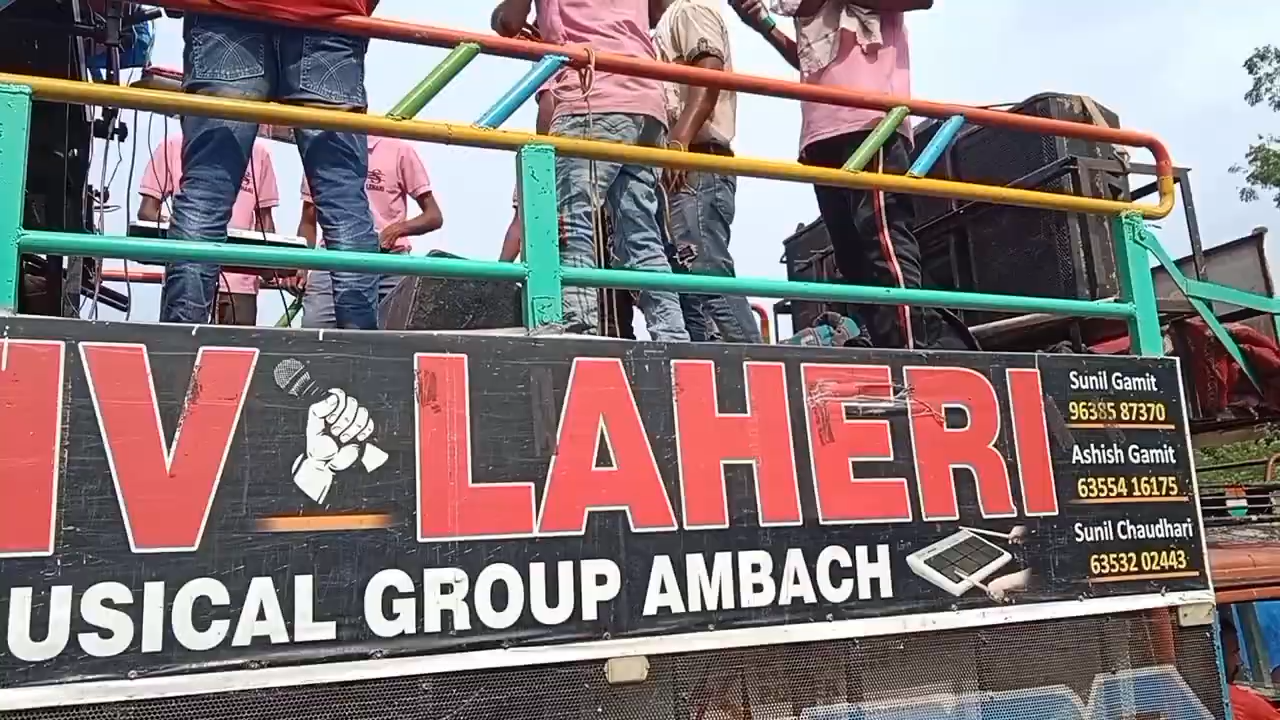 IV LAHERI
USICAL GROUP AMBACH
Sunil Gamit
96385 87370
Ashish Gamit
63554 16175
Sunil Chaudhari
63532 02443